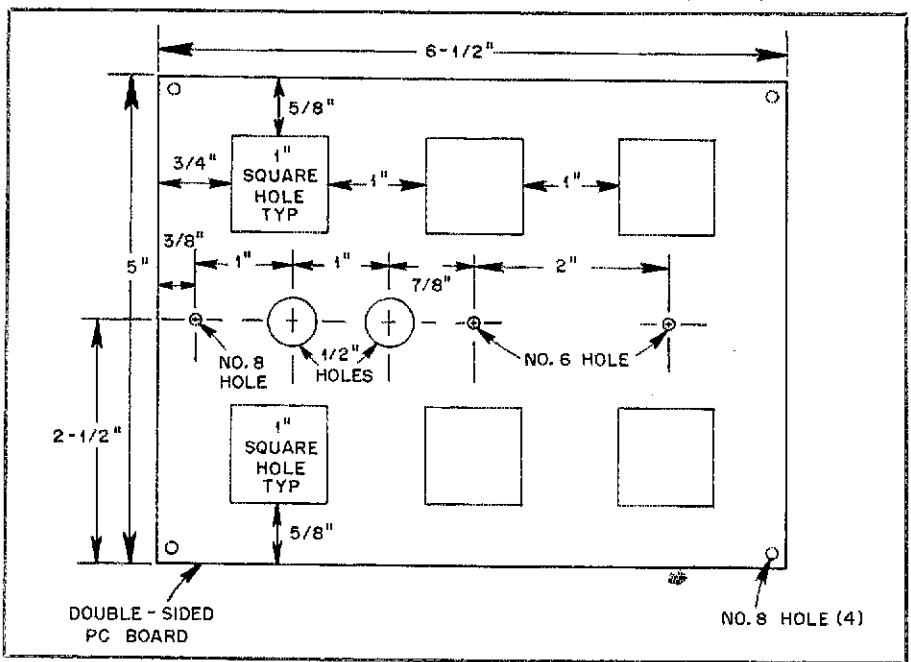 6-1/2"
5/8"
3/4"
1"
SQUARE
HOLE
TYP
1"
1"
3/8"
5"
1"
1"
7/8"
2"
NO. 8
HOLE
1/2"
HOLES
NO. 6 HOLE
2-1/2"
1"
SQUARE
HOLE
TYP
5/8"
DOUBLE-SIDED
PC BOARD
NO. 8 HOLE (4)